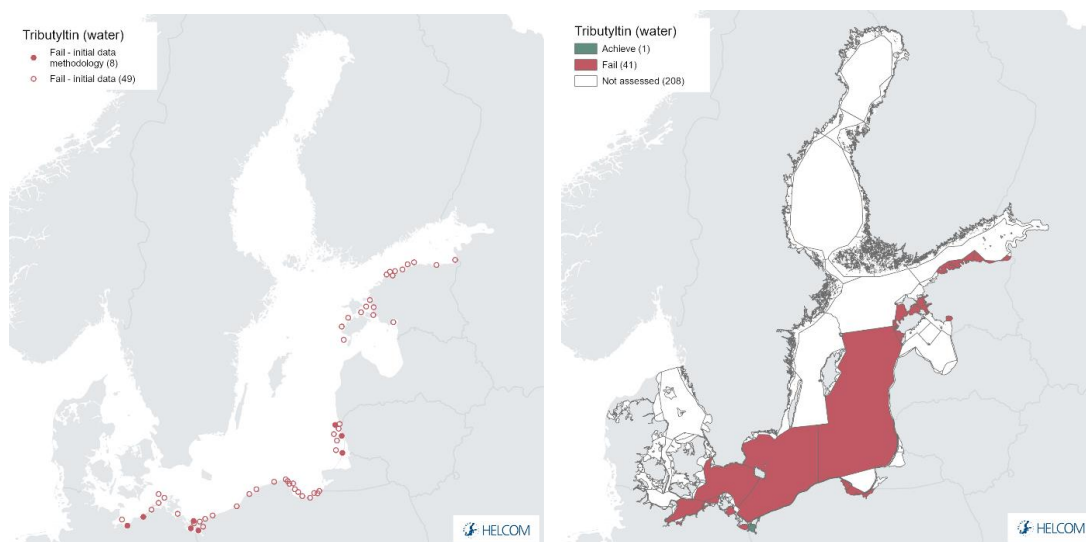 Tributyltin (water)
Fail - initial data
methodology (8)
Fail - initial data (49)
HELCOM
Tributyltin (water)
Achieve (1)
Fail (41)
Not assessed (208)
HELCOM